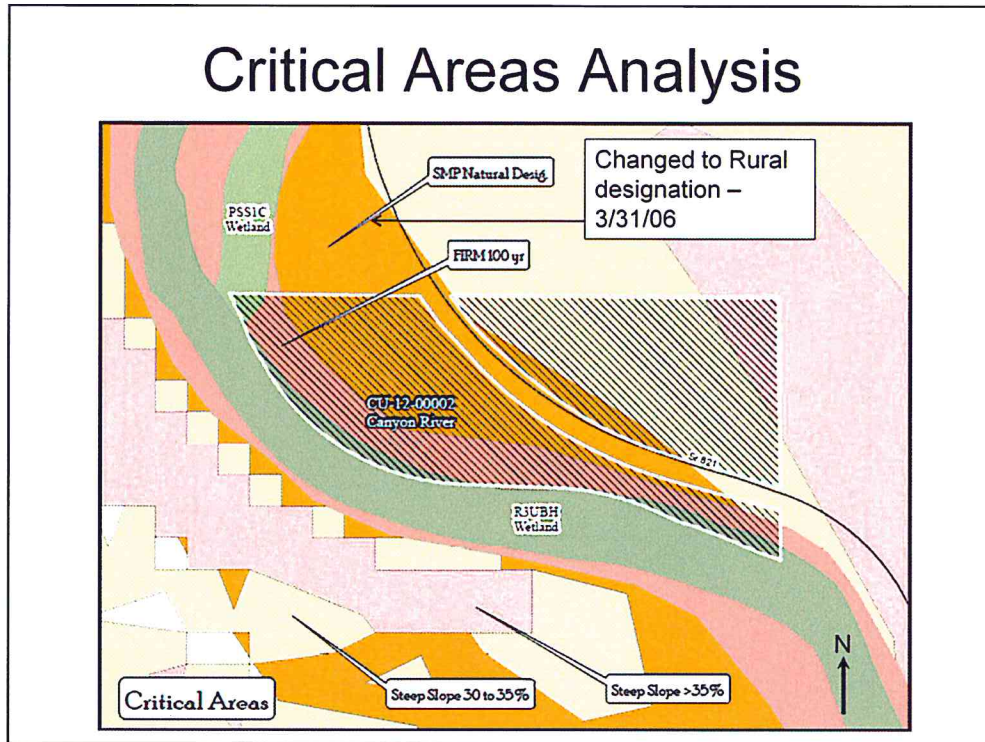 Critical Areas Analysis
Changed to Rural
designation –
3/31/06
SMP Natural Desig.
PSS1C
Wetland
FIRM 100 yr
CU-12-00002
Canyon River
Sr 821
R3UBH
Wetland
N
Steep Slope 30 to 35%
Steep Slope >35%
Critical Areas